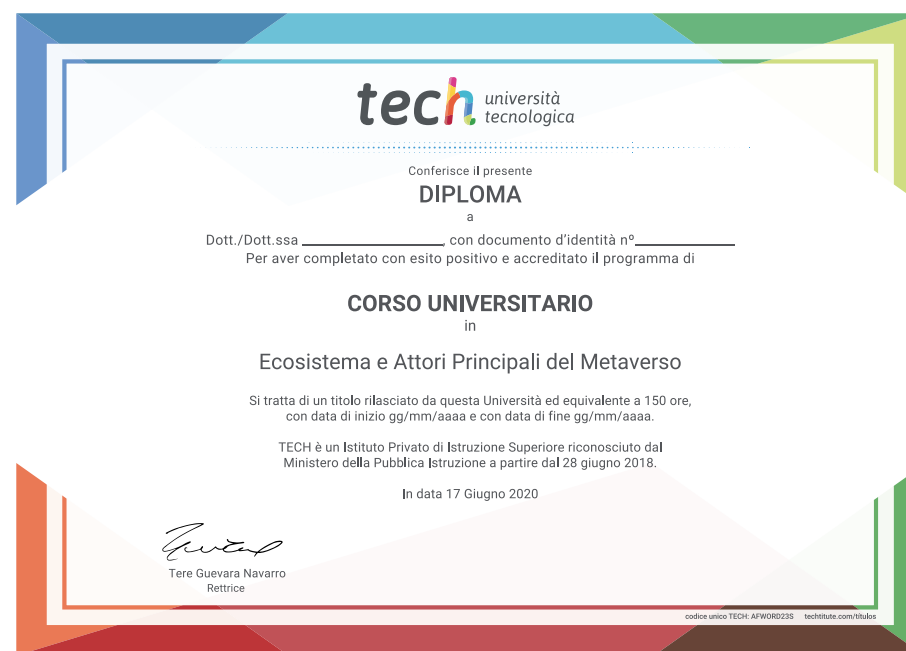 tech università
tecnologica
Conferisce il presente
DIPLOMA
a
Dott./Dott.ssa ____________________, con documento d'identità nº______________
Per aver completato con esito positivo e accreditato il programma di
CORSO UNIVERSITARIO
in
Ecosistema e Attori Principali del Metaverso
Si tratta di un titolo rilasciato da questa Università ed equivalente a 150 ore,
con data di inizio gg/mm/aaaa e con data di fine gg/mm/aaaa.
TECH è un Istituto Privato di Istruzione Superiore riconosciuto dal
Ministero della Pubblica Istruzione a partire dal 28 giugno 2018.
In data 17 Giugno 2020
Tere Guevara Navarro
Rettrice
codice unico TECH: AFWORD23S techtitute.com/títulos